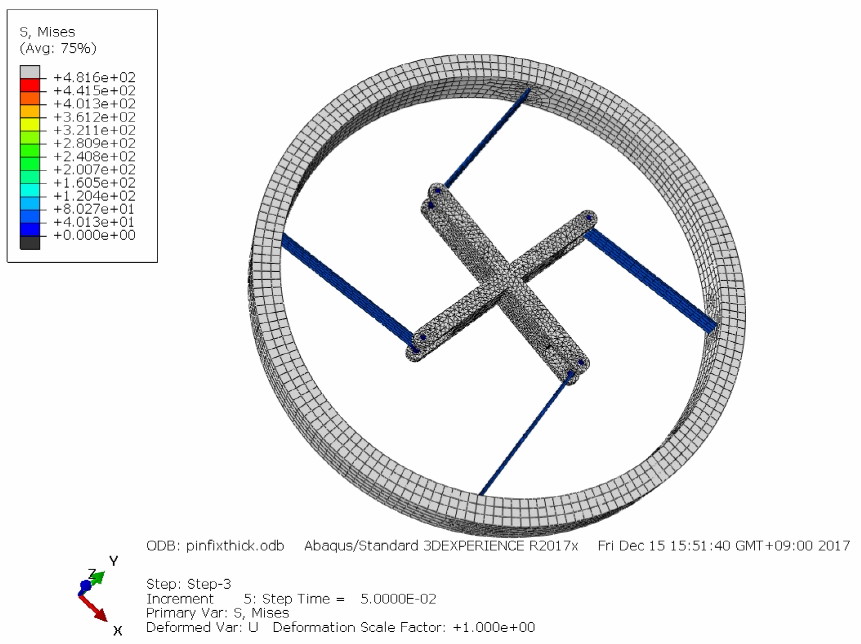 S, Mises
(Avg: 75%)
+4.816e+02
+4.415e+02
+4.013e+02
+3.612e+02
+3.211e+02
+2.809e+02
+2.408e+02
+2.007e+02
+1.605e+02
+1.204e+02
+8.027e+01
+4.013e+01
+0.000e+00
ODB: pinfixthick.odb Abaqus/Standard 3DEXPERIENCE R2017x Fri Dec 15 15:51:40 GMT+09:00 2017
Y
Z
X
Step: Step-3
Increment 5: Step Time = 5.0000E-02
Primary Var: S, Mises
Deformed Var: U Deformation Scale Factor: +1.000e+00